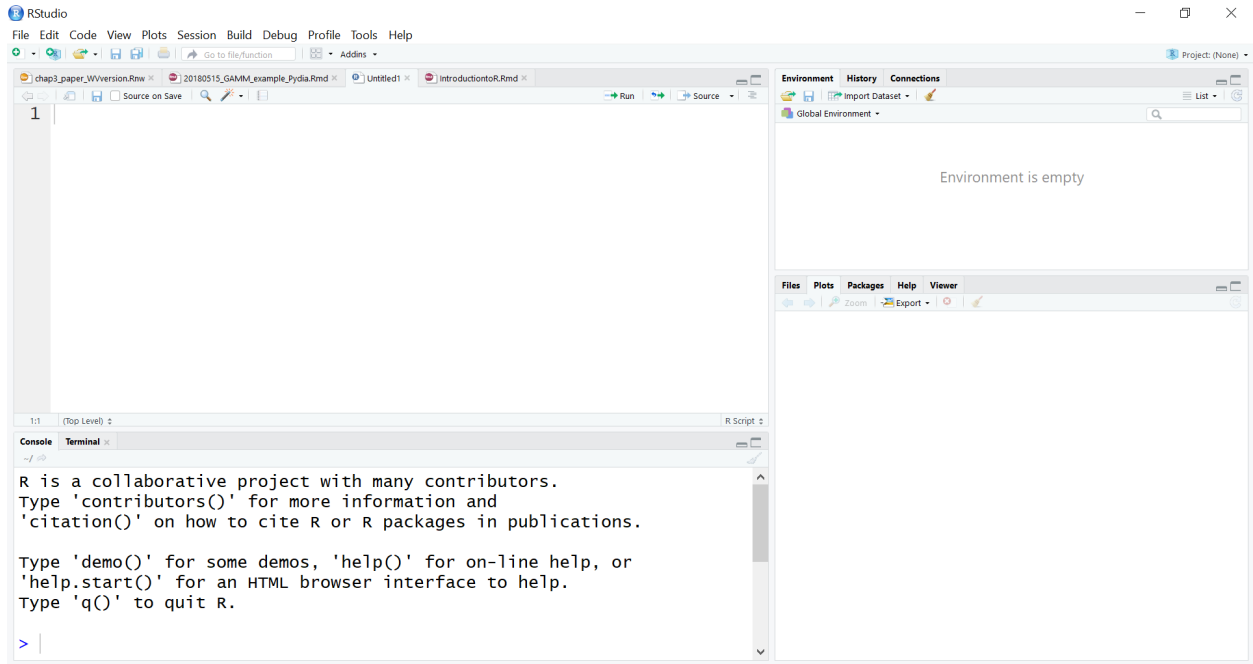 RStudio
File Edit Code View Plots Session Build Debug Profile Tools Help
Go to file/function Addins Project: (None)
chap3_paper_WVversion.Rnw 20180515_GAMM_example_Pydia.Rmd Untitled1 IntroductiontoR.Rmd
Source on Save Run Source
1
1:1 (Top Level) R Script
Console Terminal
~/
R is a collaborative project with many contributors.
Type 'contributors()' for more information and
'citation()' on how to cite R or R packages in publications.
Type 'demo()' for some demos, 'help()' for on-line help, or
'help.start()' for an HTML browser interface to help.
Type 'q()' to quit R.
>
Environment History Connections
Import Dataset List
Global Environment
Environment is empty
Files Plots Packages Help Viewer
Zoom Export